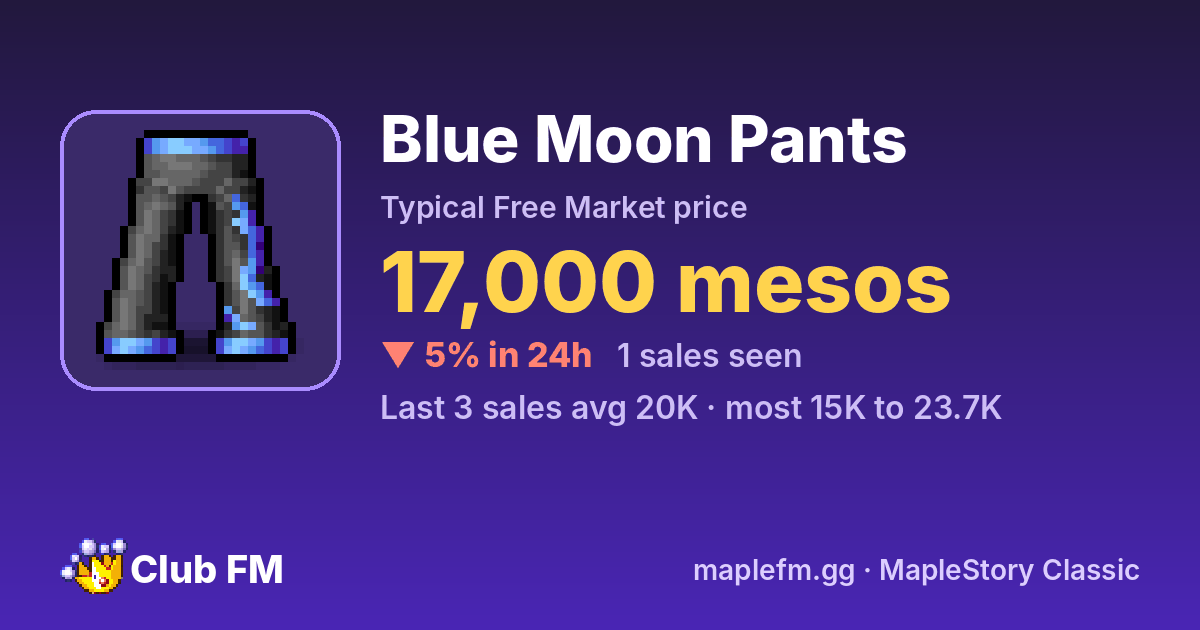 Blue Moon Pants
Typical Free Market price
17,000 mesos
▼ 5% in 24h 1 sales seen
Last 3 sales avg 20K · most 15K to 23.7K
Club FM
maplefm.gg · MapleStory Classic